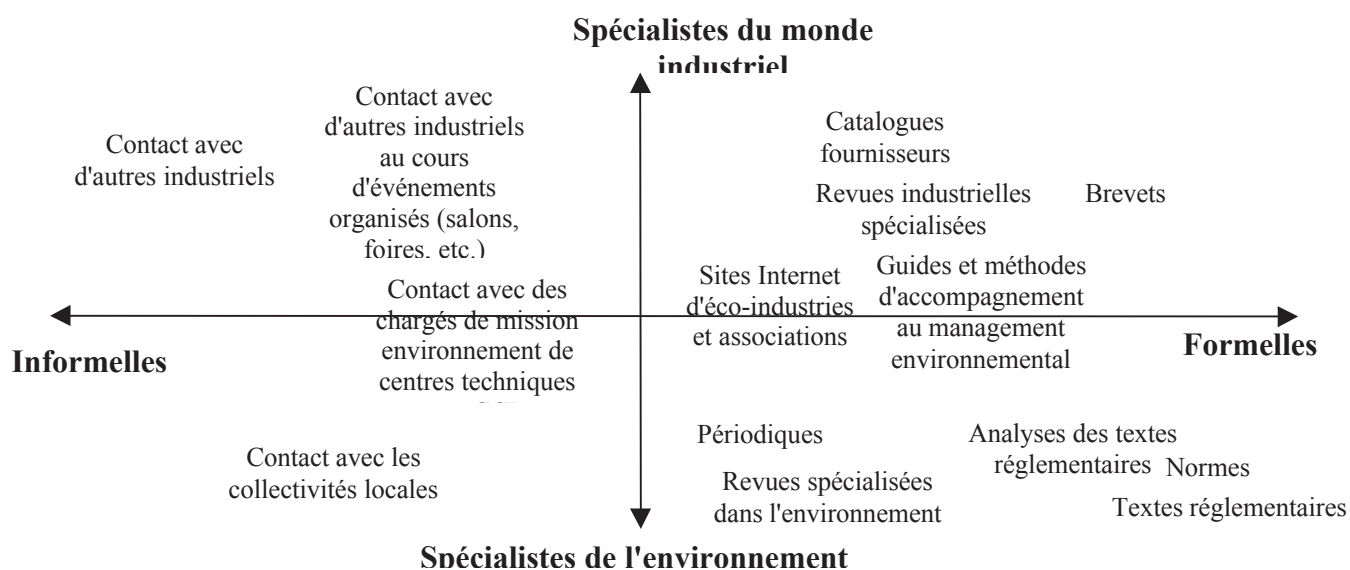 Spécialistes du monde
industriel
Contact avec
d'autres industriels
Contact avec
d'autres industriels
au cours
d'événements
organisés (salons,
foires, etc.)
Catalogues
fournisseurs
Revues industrielles
spécialisées
Brevets
Contact avec des
chargés de mission
environnement de
centres techniques
Sites Internet
d'éco-industries
et associations
Guides et méthodes
d'accompagnement
au management
environnemental
Informelles
Formelles
Contact avec les
collectivités locales
Périodiques
Revues spécialisées
dans l'environnement
Analyses des textes
réglementaires
Normes
Textes réglementaires
Spécialistes de l'environnement